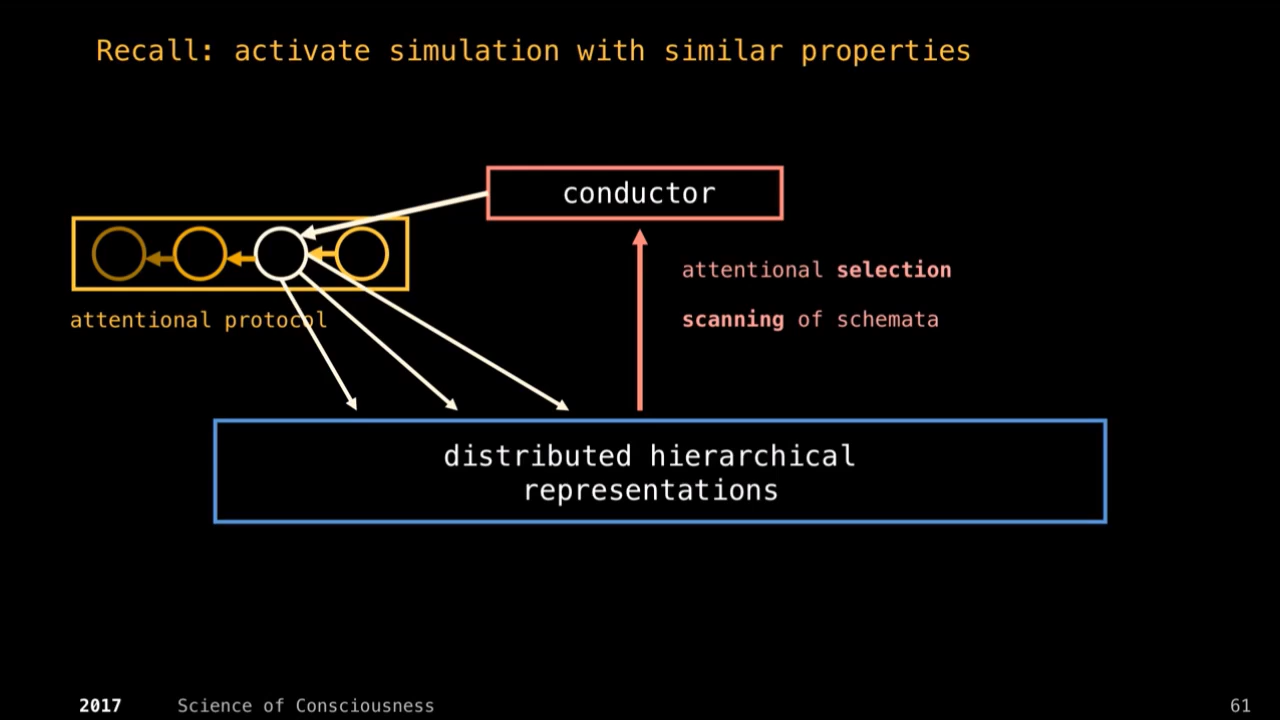 Recall: activate simulation with similar properties
conductor
attentional selection
scanning of schemata
attentional protocol
distributed hierarchical
representations
2017 Science of Consciousness 61